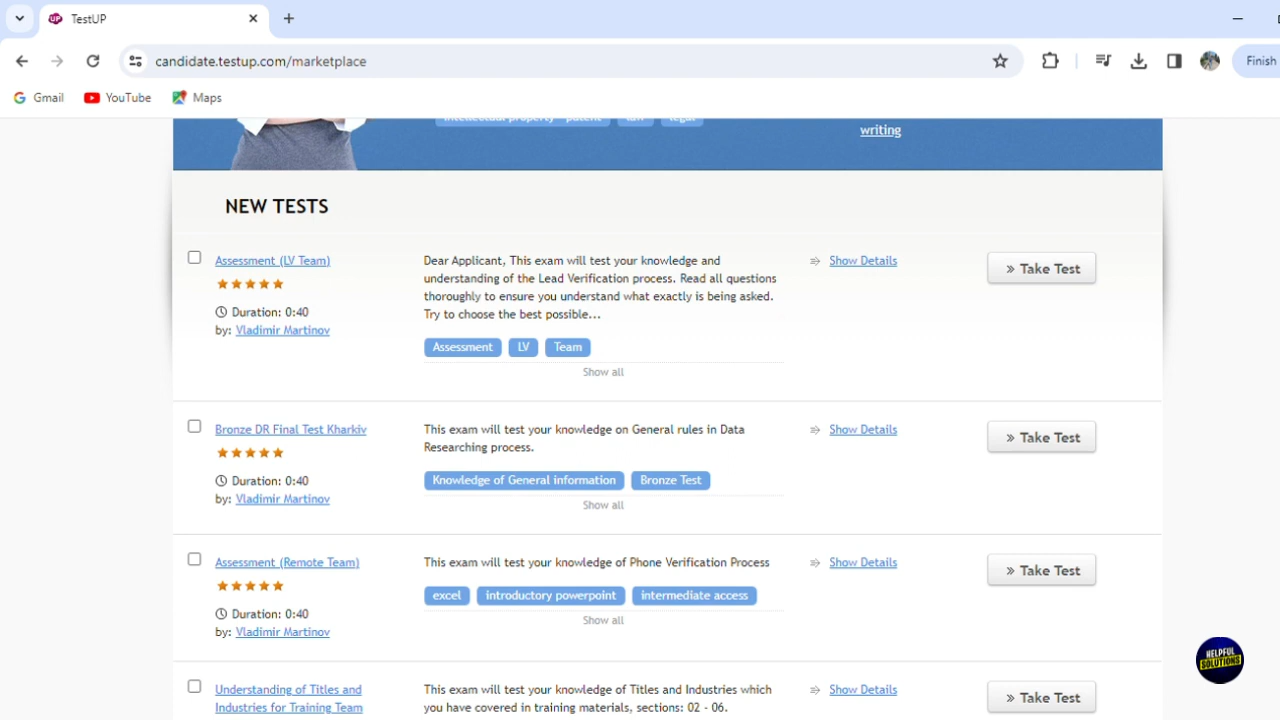 TestUP
candidate.testup.com/marketplace
Finish
Gmail
YouTube
Maps
intellectual property - patent
law
legal
writing
NEW TESTS
Assessment (LV Team)
Duration: 0:40
by: Vladimir Martinov
Dear Applicant, This exam will test your knowledge and
understanding of the Lead Verification process. Read all questions
thoroughly to ensure you understand what exactly is being asked.
Try to choose the best possible...
Assessment
LV
Team
Show all
Show Details
» Take Test
Bronze DR Final Test Kharkiv
Duration: 0:40
by: Vladimir Martinov
This exam will test your knowledge on General rules in Data
Researching process.
Knowledge of General information
Bronze Test
Show all
Show Details
» Take Test
Assessment (Remote Team)
Duration: 0:40
by: Vladimir Martinov
This exam will test your knowledge of Phone Verification Process
excel
introductory powerpoint
intermediate access
Show all
Show Details
» Take Test
Understanding of Titles and
Industries for Training Team
This exam will test your knowledge of Titles and Industries which
you have covered in training materials, sections: 02 - 06.
Show Details
» Take Test
HELPFUL
SOLUTIONS